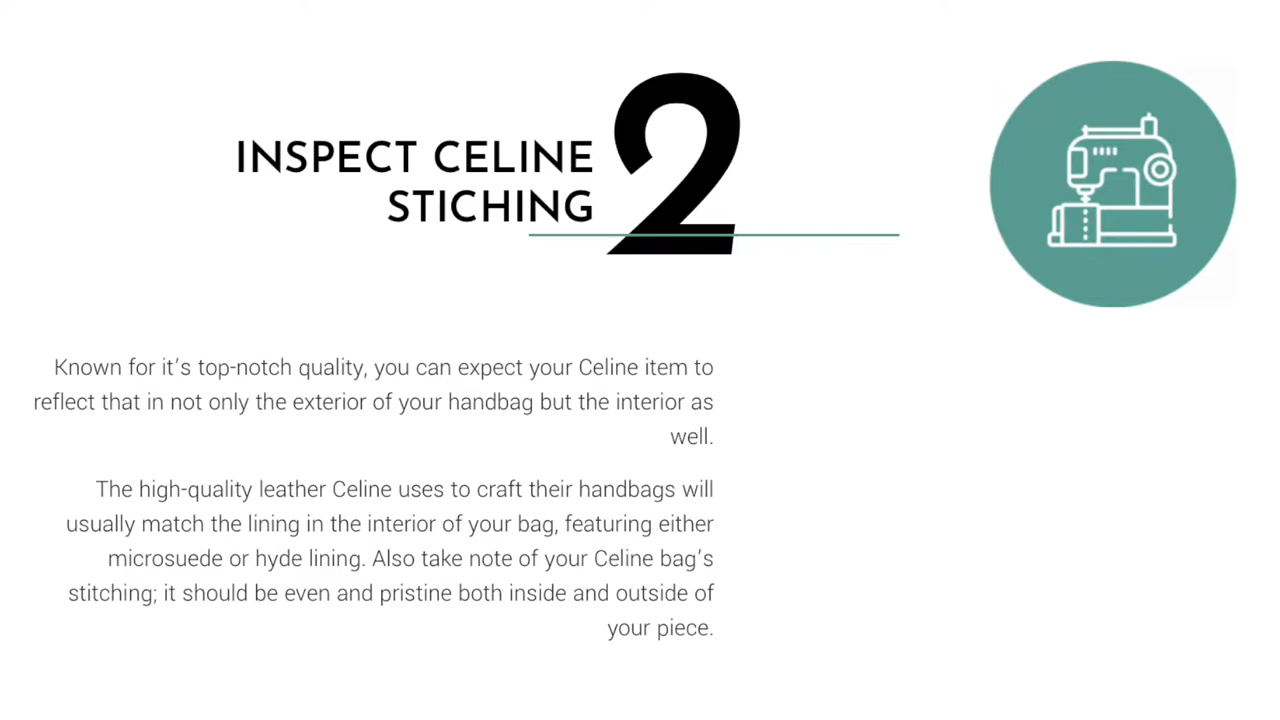 INSPECT CELINE
STICHING
2
Known for it's top-notch quality, you can expect your Celine item to
reflect that in not only the exterior of your handbag but the interior as
well.
The high-quality leather Celine uses to craft their handbags will
usually match the lining in the interior of your bag, featuring either
microsuede or hyde lining. Also take note of your Celine bag's
stitching; it should be even and pristine both inside and outside of
your piece.